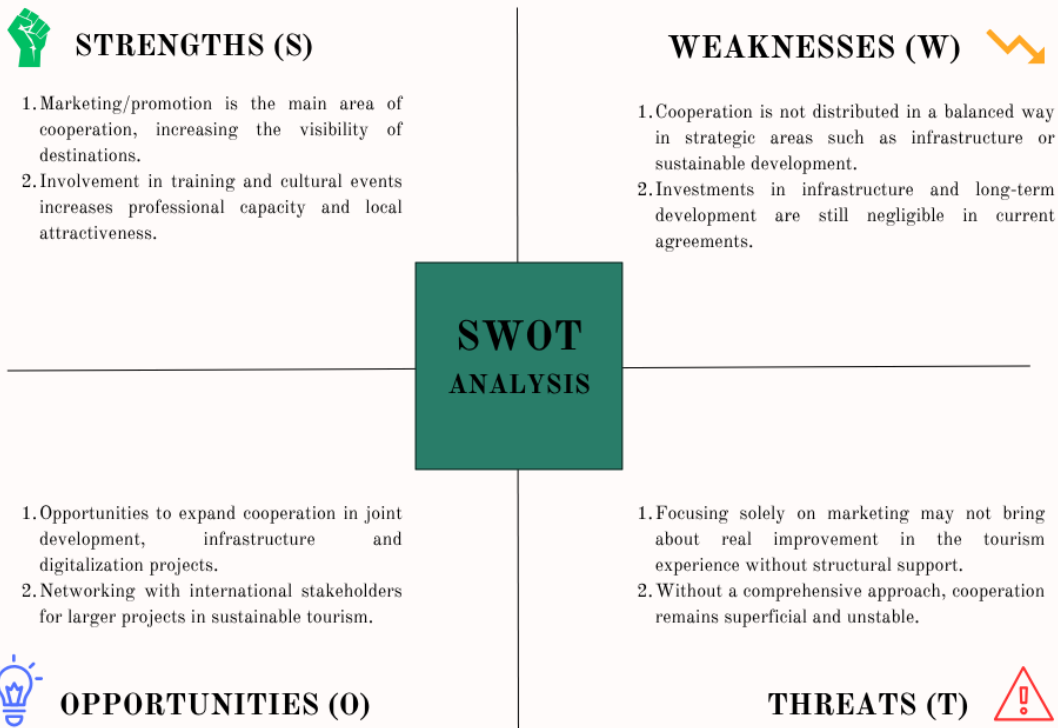 STRENGTHS (S)
1. Marketing/promotion is the main area of
cooperation, increasing the visibility of
destinations.
2. Involvement in training and cultural events
increases professional capacity and local
attractiveness.
WEAKNESSES (W)
1. Cooperation is not distributed in a balanced way
in strategic areas such as infrastructure or
sustainable development.
2. Investments in infrastructure and long-term
development are still negligible in current
agreements.
SWOT
ANALYSIS
1. Opportunities to expand cooperation in joint
development, infrastructure and
digitalization projects.
2. Networking with international stakeholders
for larger projects in sustainable tourism.
OPPORTUNITIES (O)
1. Focusing solely on marketing may not bring
about real improvement in the tourism
experience without structural support.
2. Without a comprehensive approach, cooperation
remains superficial and unstable.
THREATS (T)